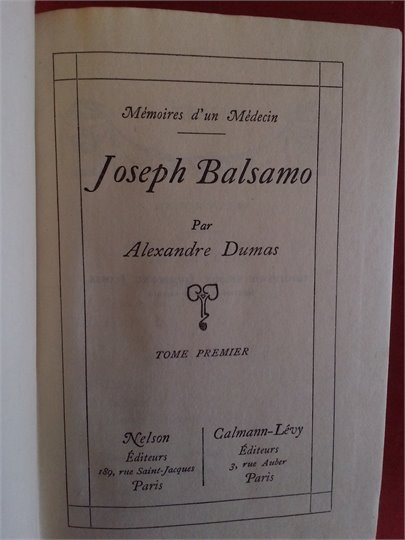 Mémoires d'un Médecin
Joseph Balsamo
Par
Alexandre Dumas
TOME PREMIER
Nelson
Éditeurs
189, rue Saint-Jacques
Paris
Calmann-Lévy
Éditeurs
3, rue Auber
Paris